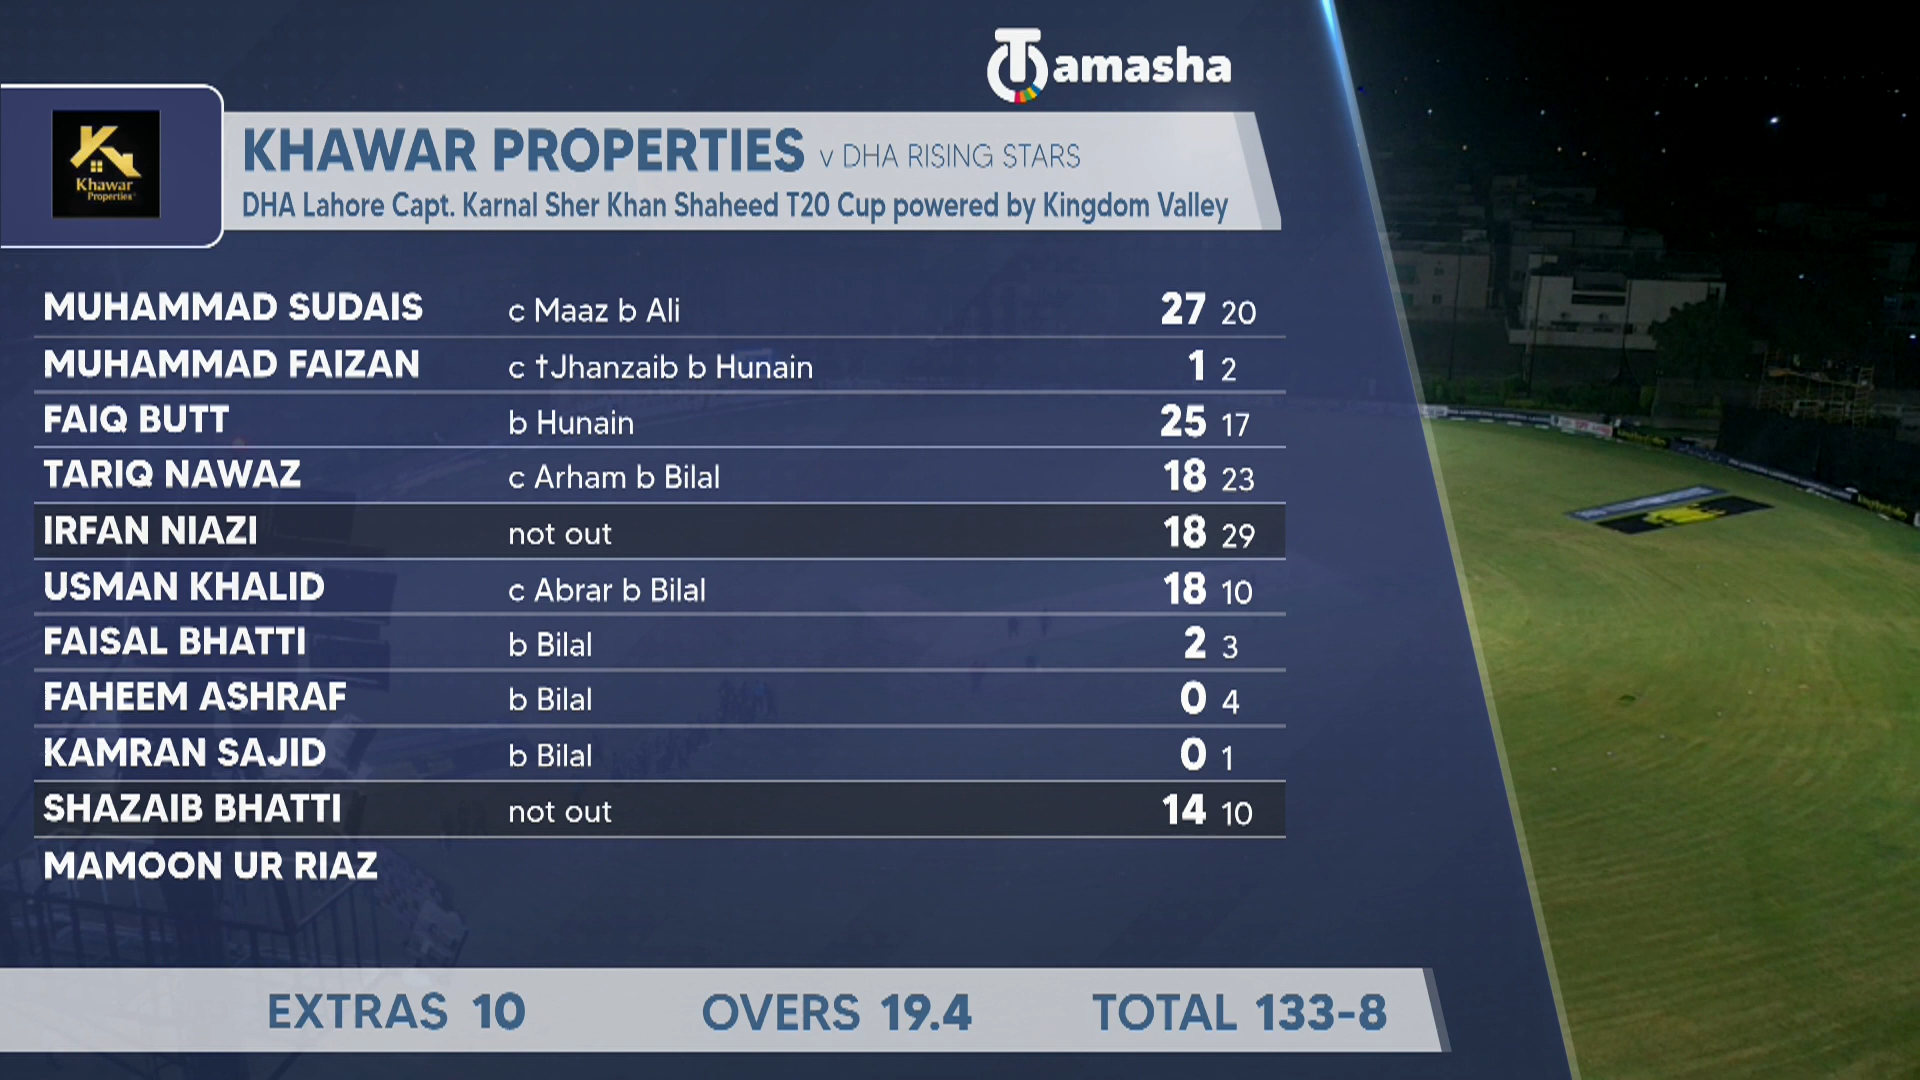 Tamasha
Khawar
Properties
KHAWAR PROPERTIES v DHA RISING STARS
DHA Lahore Capt. Karnal Sher Khan Shaheed T20 Cup powered by Kingdom Valley
MUHAMMAD SUDAIS c Maaz b Ali 27 20
MUHAMMAD FAIZAN c †Jhanzaib b Hunain 1 2
FAIQ BUTT b Hunain 25 17
TARIQ NAWAZ c Arham b Bilal 18 23
IRFAN NIAZI not out 18 29
USMAN KHALID c Abrar b Bilal 18 10
FAISAL BHATTI b Bilal 2 3
FAHEEM ASHRAF b Bilal 0 4
KAMRAN SAJID b Bilal 0 1
SHAZAIB BHATTI not out 14 10
MAMOON UR RIAZ
EXTRAS 10 OVERS 19.4 TOTAL 133-8